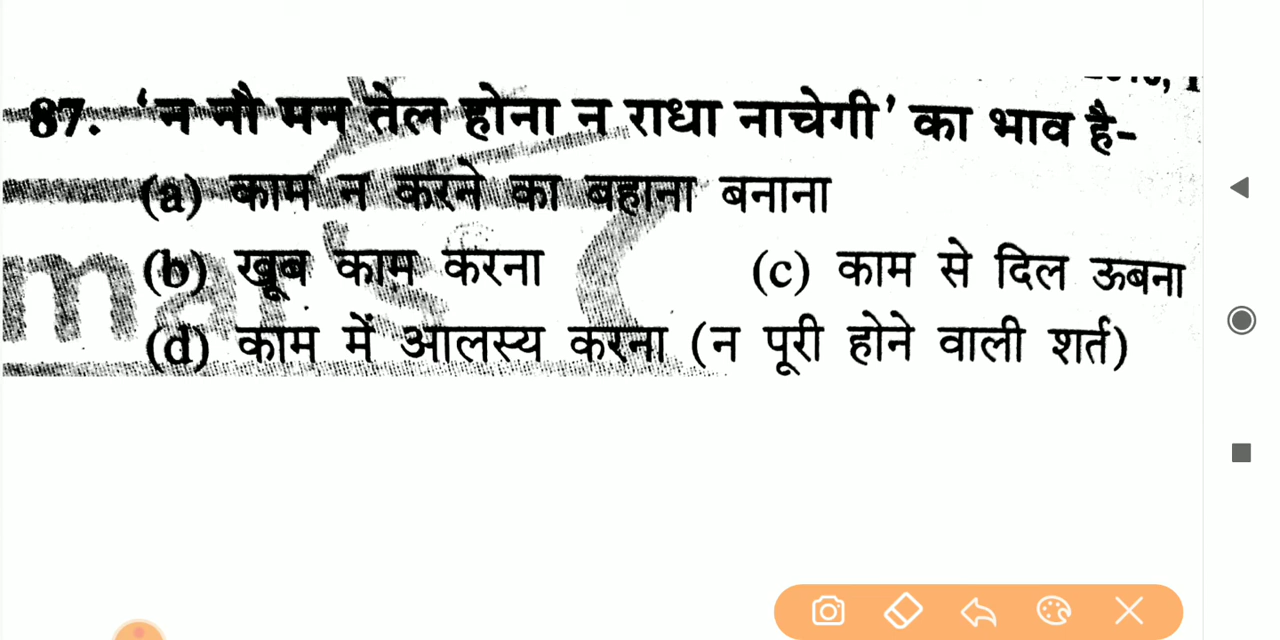 87. ‘न नौ मन तेल होना न राधा नाचेगी’ का भाव है-
(a) काम न करने का बहाना बनाना
(b) खूब काम करना (c) काम से दिल ऊबना
(d) काम में आलस्य करना (न पूरी होने वाली शर्त)